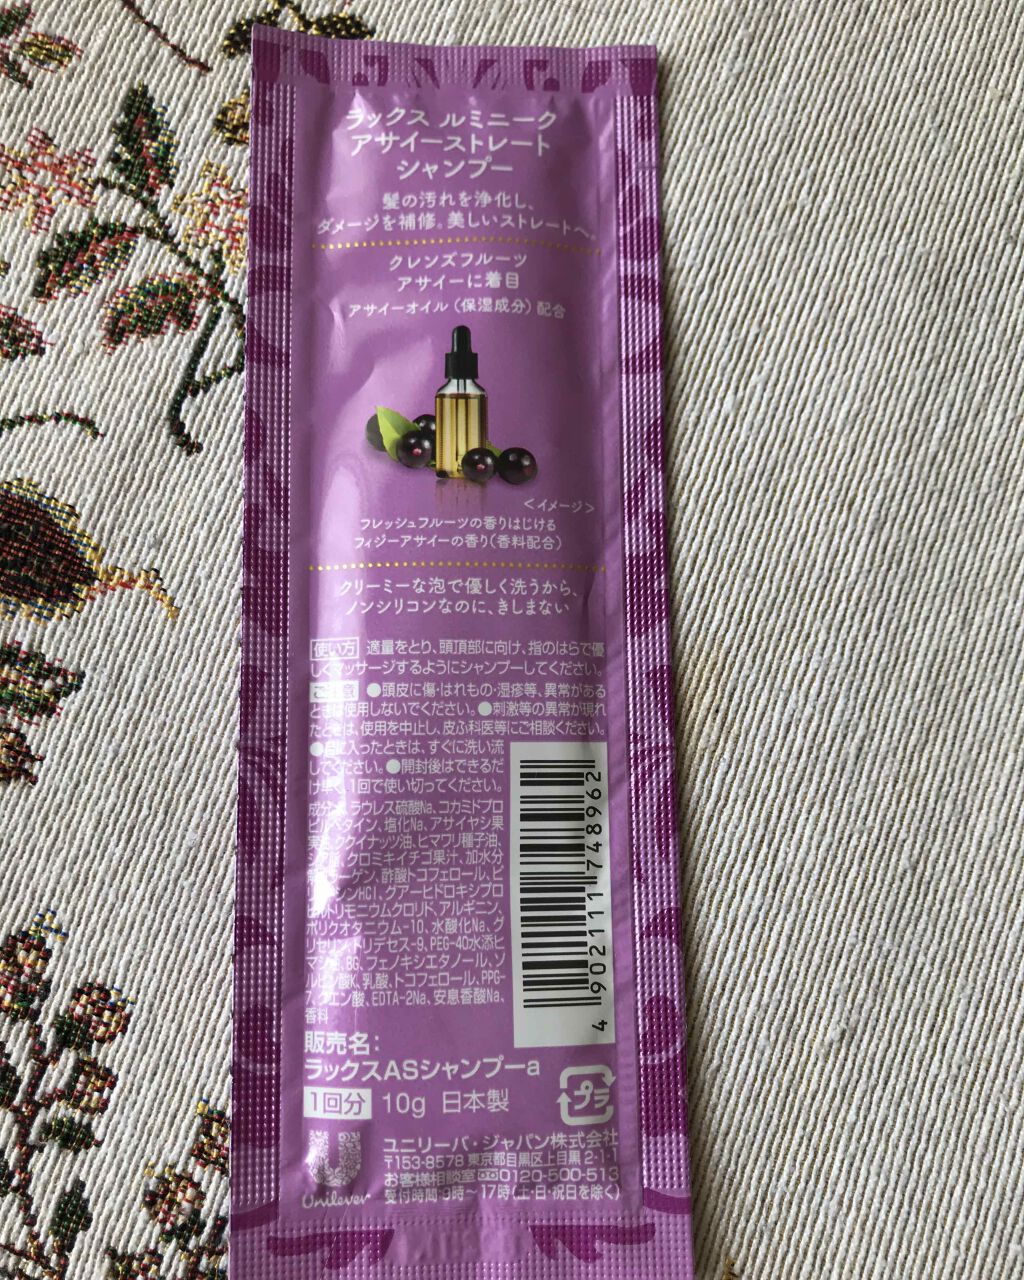 ラックス ルミニーク
アサイーストレート
シャンプー
髪の汚れを浄化し、
ダメージを補修。美しいストレートへ。
クレンズフルーツ
アサイーに着目
アサイーオイル（保湿成分）配合
＜イメージ＞
フレッシュフルーツの香りはじける
フィジーアサイーの香り（香料配合）
クリーミーな泡で優しく洗うから、
ノンシリコンなのに、きしまない
使い方 適量をとり、頭頂部に向け、指のはらで優
しくマッサージするようにシャンプーしてください。
ご注意 ●頭皮に傷・はれもの・湿疹等、異常がある
ときは使用しないでください。●刺激等の異常が現れ
たときは、使用を中止し、皮ふ科医等にご相談ください。
●目に入ったときは、すぐに洗い流
してください。●開封後はできるだ
け早く、1回で使い切ってください。
成分:水、ラウレス硫酸Na、コカミドプロ
ピルベタイン、塩化Na、アサイヤシ果
実油、ククイナッツ油、ヒマワリ種子油、
クロミキイチゴ果汁、加水分
解コラーゲン、酢酸トコフェロール、ピ
シンHCl、グアーヒドロキシプロ
ピルトリモニウムクロリド、アルギニン、
ポリクオタニウム-10、水酸化Na、グ
リセリン、トリデセス-9、PEG-40水添ヒ
マシ油、BG、フェノキシエタノール、ソ
ルビン酸K、乳酸、トコフェロール、PPG-
7、クエン酸、EDTA-2Na、安息香酸Na、
香料
4 902111 748962
販売名:
ラックスASシャンプーa
1回分 10g 日本製
プラ
Unilever
ユニリーバ・ジャパン株式会社
〒153-8578 東京都目黒区上目黒 2-1-1
お客様相談室 0120-500-513
受付時間:9時～17時(土・日・祝日を除く)